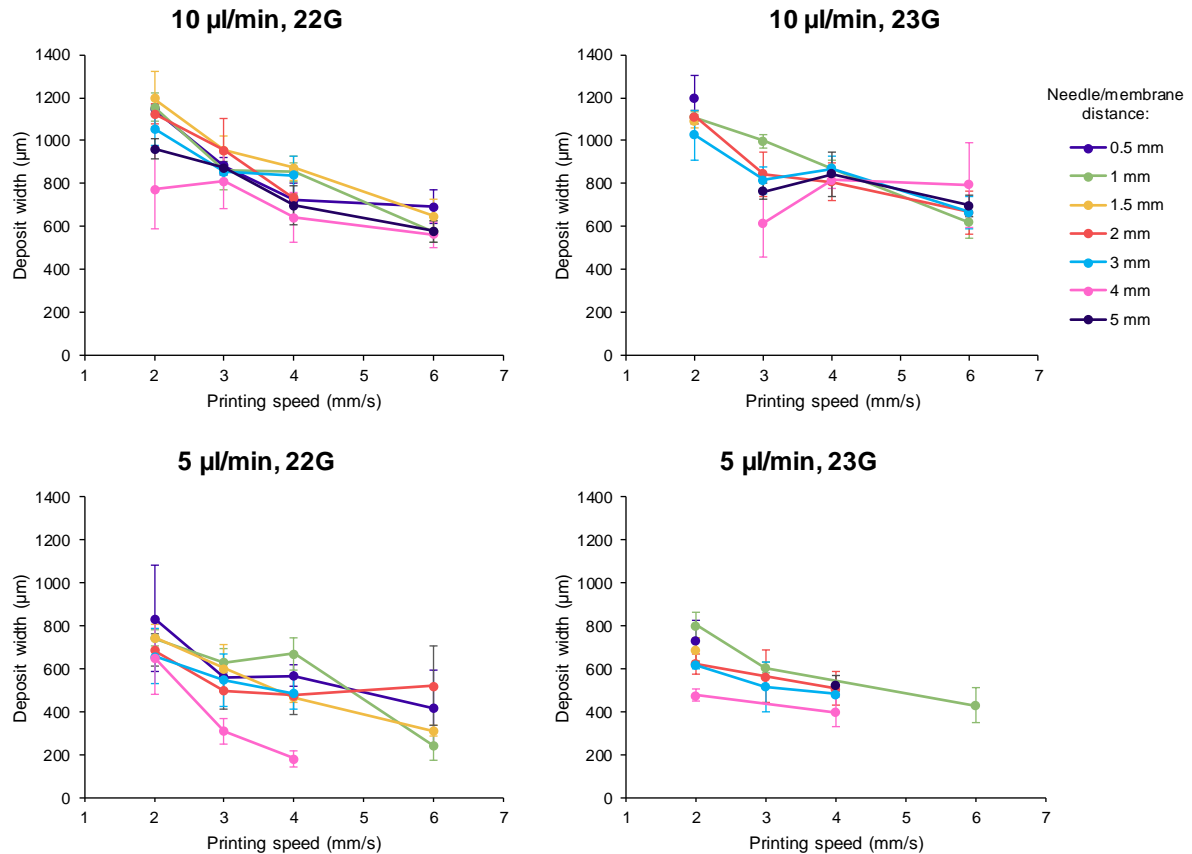 10 µl/min, 22G
1400
1200
1000
800
600
400
200
0
Deposit width (µm)
1 2 3 4 5 6 7
Printing speed (mm/s)
10 µl/min, 23G
1400
1200
1000
800
600
400
200
0
Deposit width (µm)
1 2 3 4 5 6 7
Printing speed (mm/s)
Needle/membrane
distance:
0.5 mm
1 mm
1.5 mm
2 mm
3 mm
4 mm
5 mm
5 µl/min, 22G
1400
1200
1000
800
600
400
200
0
Deposit width (µm)
1 2 3 4 5 6 7
Printing speed (mm/s)
5 µl/min, 23G
1400
1200
1000
800
600
400
200
0
Deposit width (µm)
1 2 3 4 5 6 7
Printing speed (mm/s)